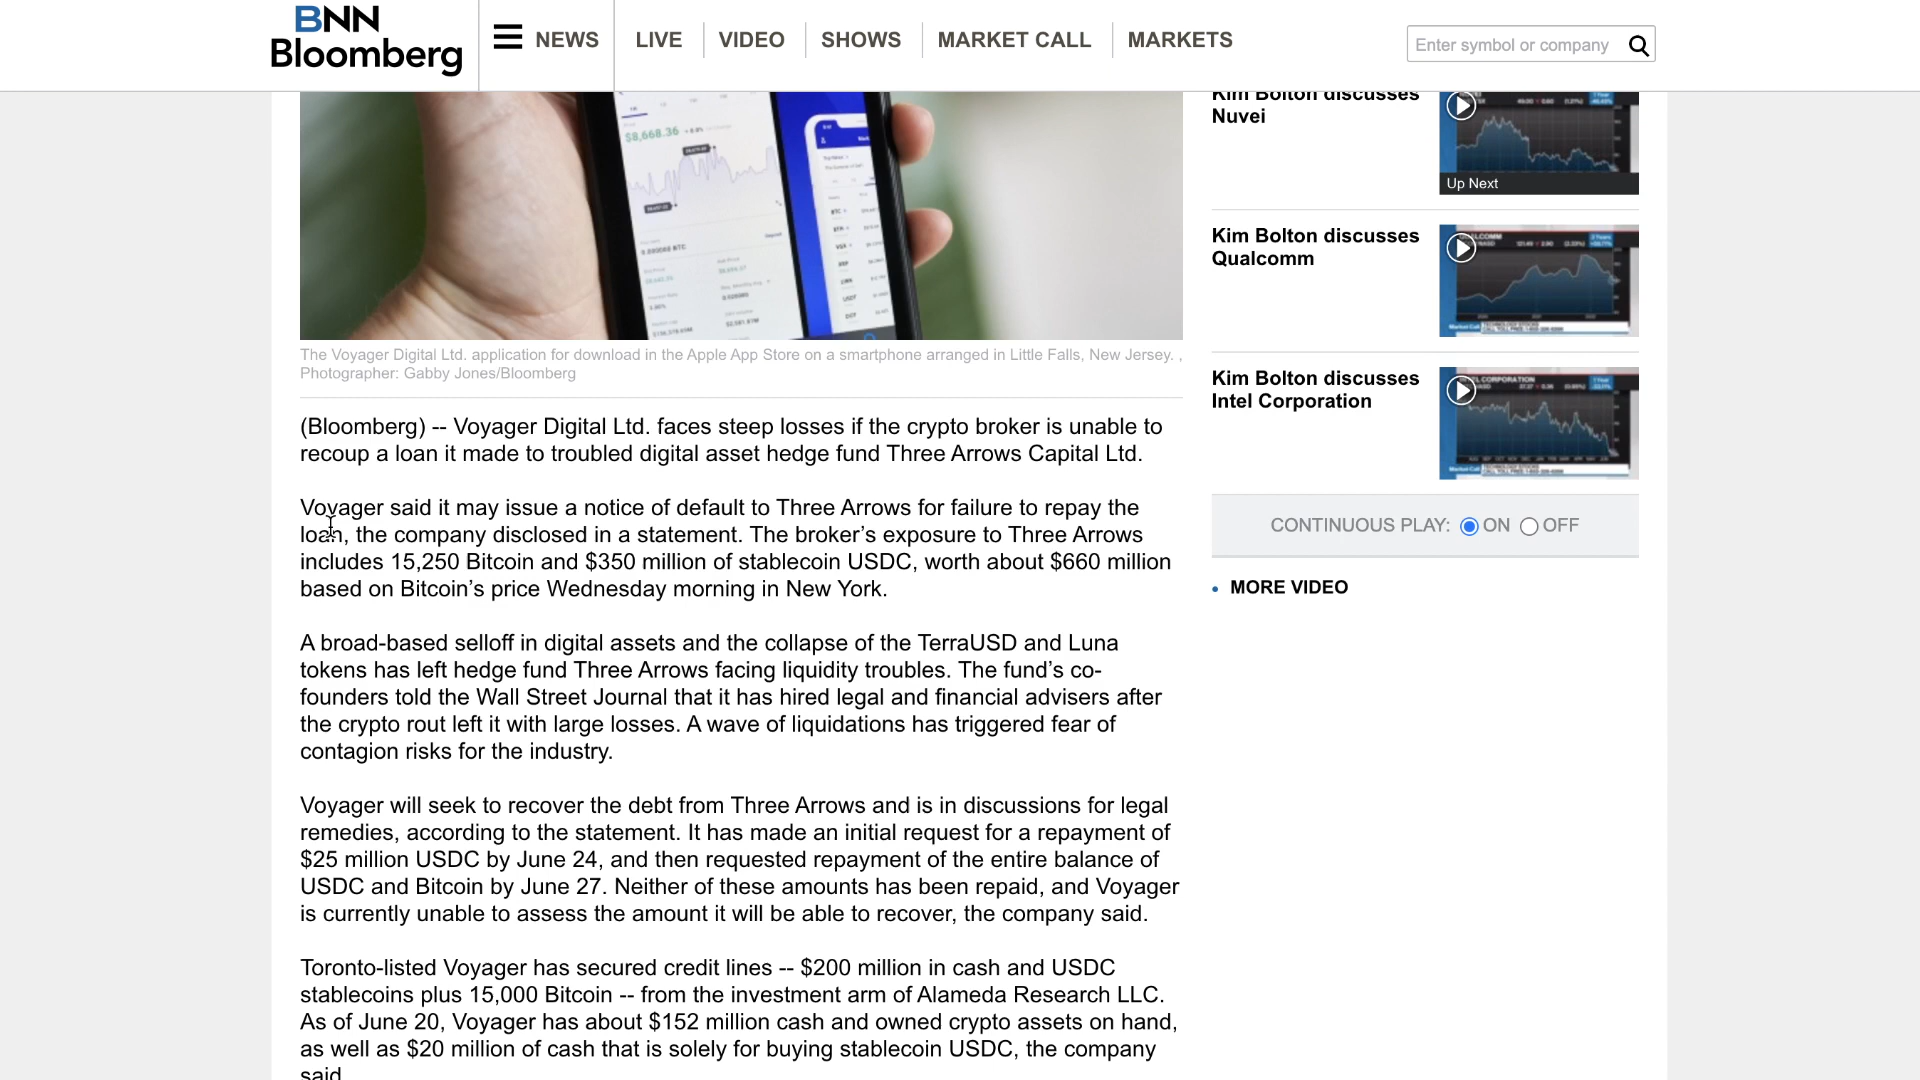 BNN
Bloomberg
NEWS
LIVE
VIDEO
SHOWS
MARKET CALL
MARKETS
Enter symbol or company
$8,668.36
0.000000 BTC
Kim Bolton discusses
Nuvei
Up Next
Kim Bolton discusses
Qualcomm
Kim Bolton discusses
Intel Corporation
CONTINUOUS PLAY: ON OFF
• MORE VIDEO
The Voyager Digital Ltd. application for download in the Apple App Store on a smartphone arranged in Little Falls, New Jersey. ,
Photographer: Gabby Jones/Bloomberg
(Bloomberg) -- Voyager Digital Ltd. faces steep losses if the crypto broker is unable to
recoup a loan it made to troubled digital asset hedge fund Three Arrows Capital Ltd.
Voyager said it may issue a notice of default to Three Arrows for failure to repay the
loan, the company disclosed in a statement. The broker’s exposure to Three Arrows
includes 15,250 Bitcoin and $350 million of stablecoin USDC, worth about $660 million
based on Bitcoin’s price Wednesday morning in New York.
A broad-based selloff in digital assets and the collapse of the TerraUSD and Luna
tokens has left hedge fund Three Arrows facing liquidity troubles. The fund’s co-
founders told the Wall Street Journal that it has hired legal and financial advisers after
the crypto rout left it with large losses. A wave of liquidations has triggered fear of
contagion risks for the industry.
Voyager will seek to recover the debt from Three Arrows and is in discussions for legal
remedies, according to the statement. It has made an initial request for a repayment of
$25 million USDC by June 24, and then requested repayment of the entire balance of
USDC and Bitcoin by June 27. Neither of these amounts has been repaid, and Voyager
is currently unable to assess the amount it will be able to recover, the company said.
Toronto-listed Voyager has secured credit lines -- $200 million in cash and USDC
stablecoins plus 15,000 Bitcoin -- from the investment arm of Alameda Research LLC.
As of June 20, Voyager has about $152 million cash and owned crypto assets on hand,
as well as $20 million of cash that is solely for buying stablecoin USDC, the company
said.